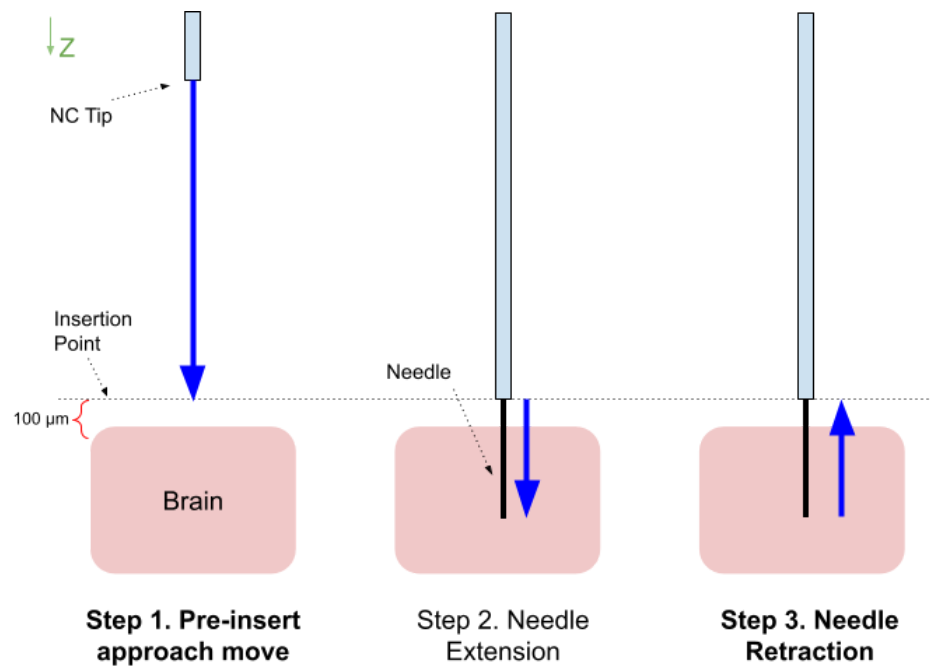 Z
NC Tip
Insertion
Point
100 μm
Needle
Brain
Step 1. Pre-insert
approach move
Step 2. Needle
Extension
Step 3. Needle
Retraction